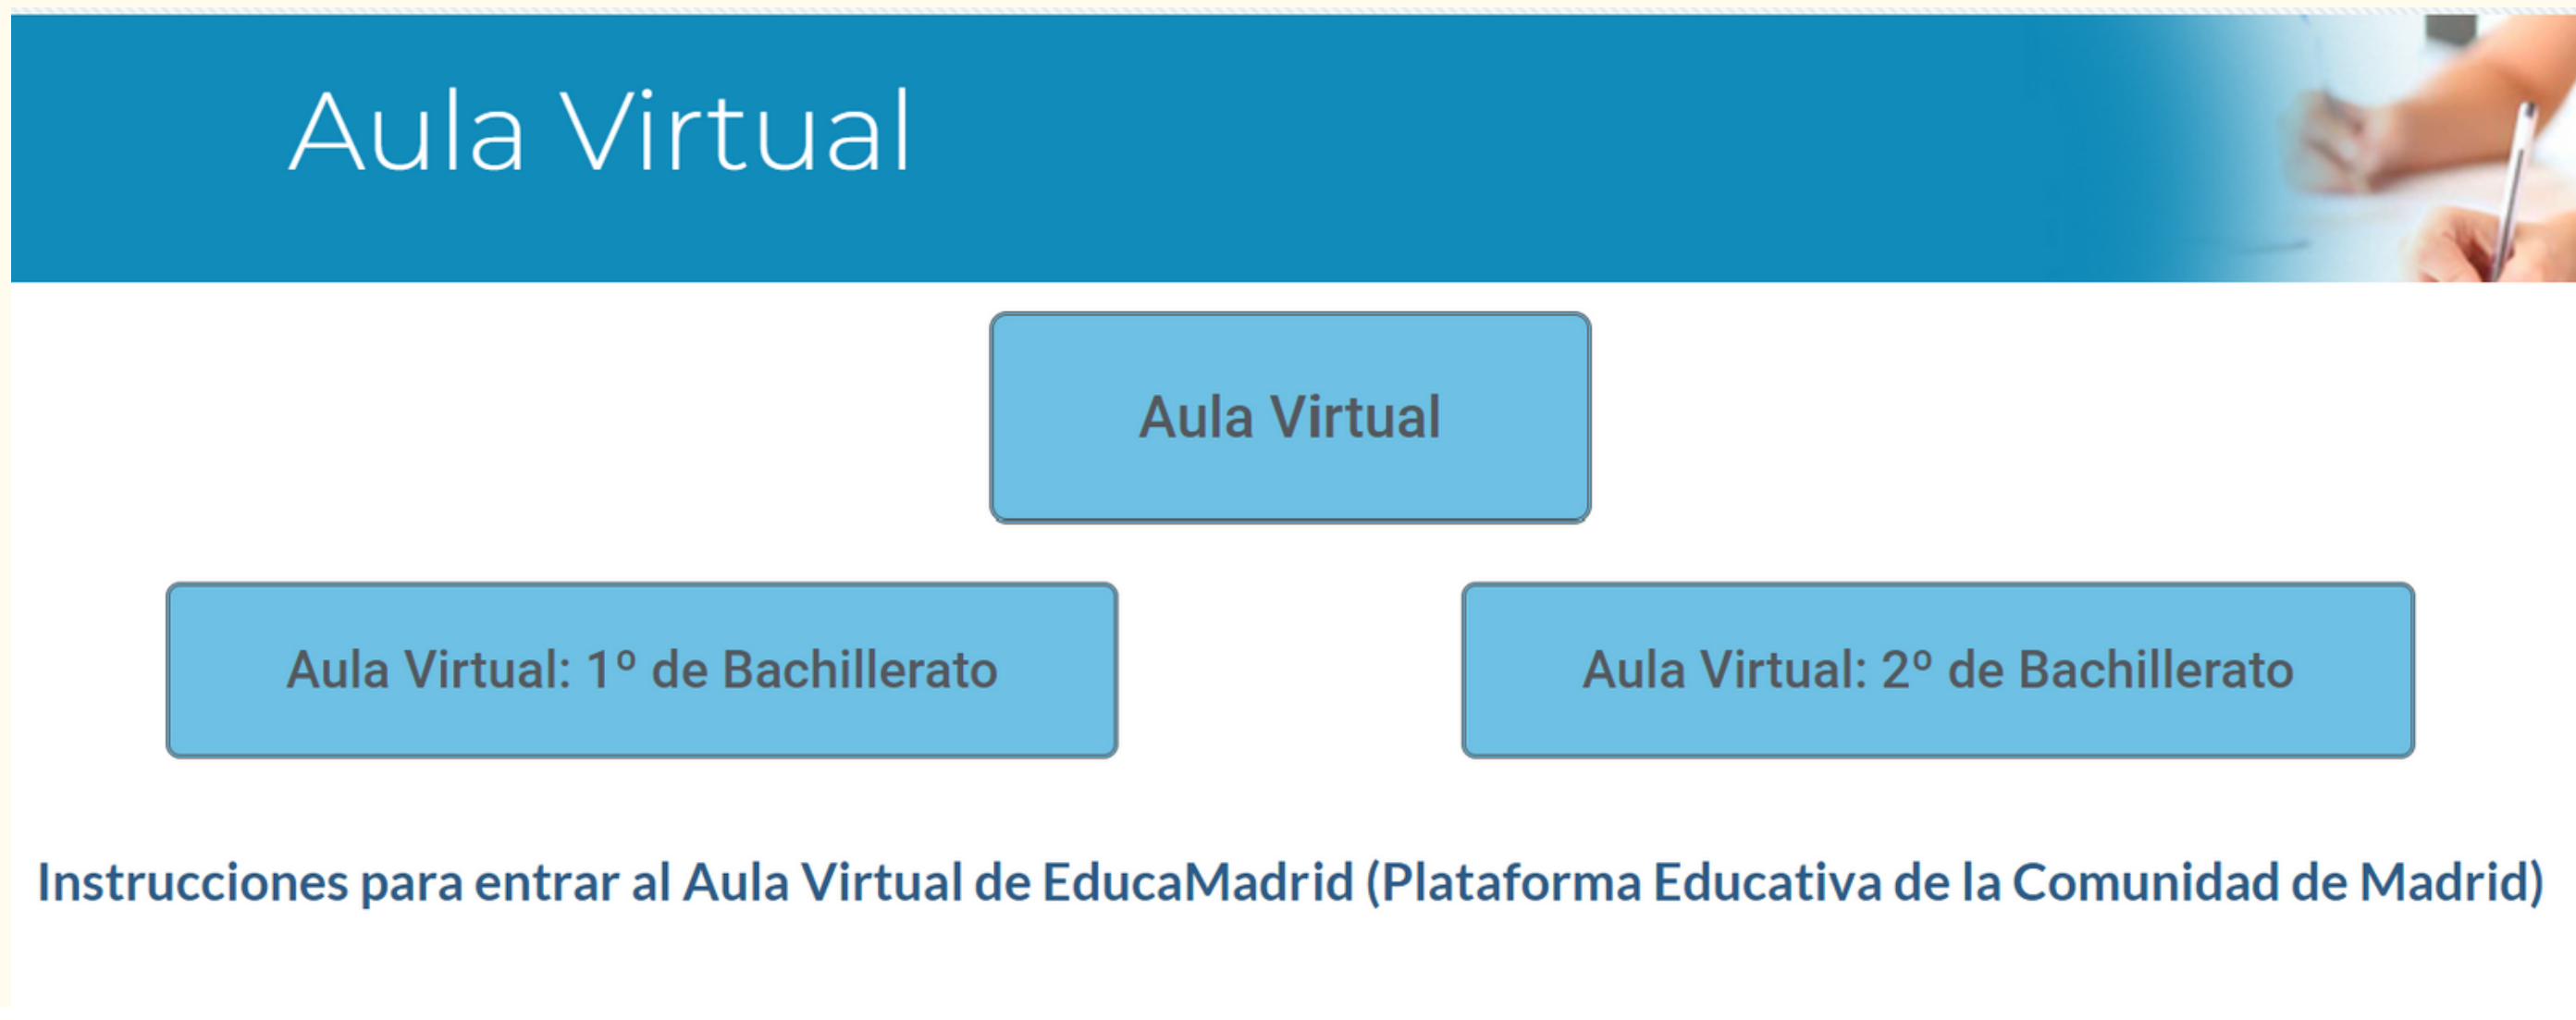 Aula Virtual
Aula Virtual
Aula Virtual: 1º de Bachillerato
Aula Virtual: 2º de Bachillerato
Instrucciones para entrar al Aula Virtual de EducaMadrid (Plataforma Educativa de la Comunidad de Madrid)